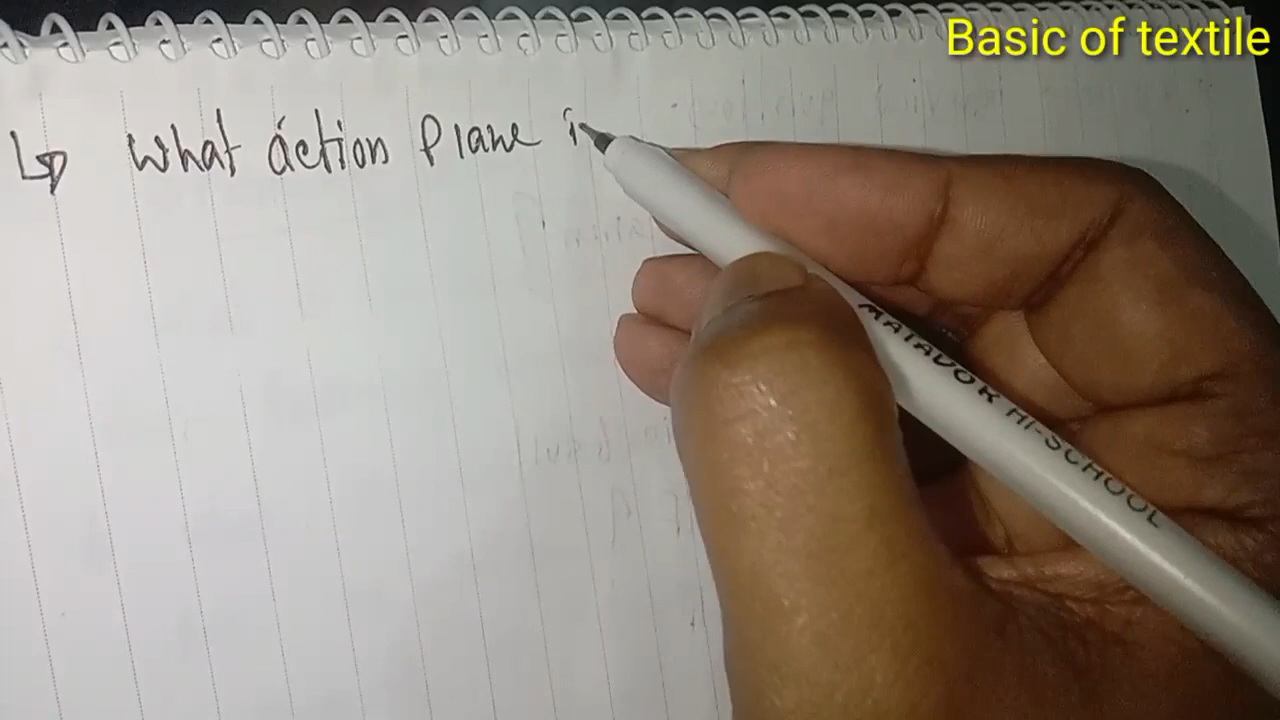 Basic of textile
What action Plane i
MATADOR HI-SCHOOL